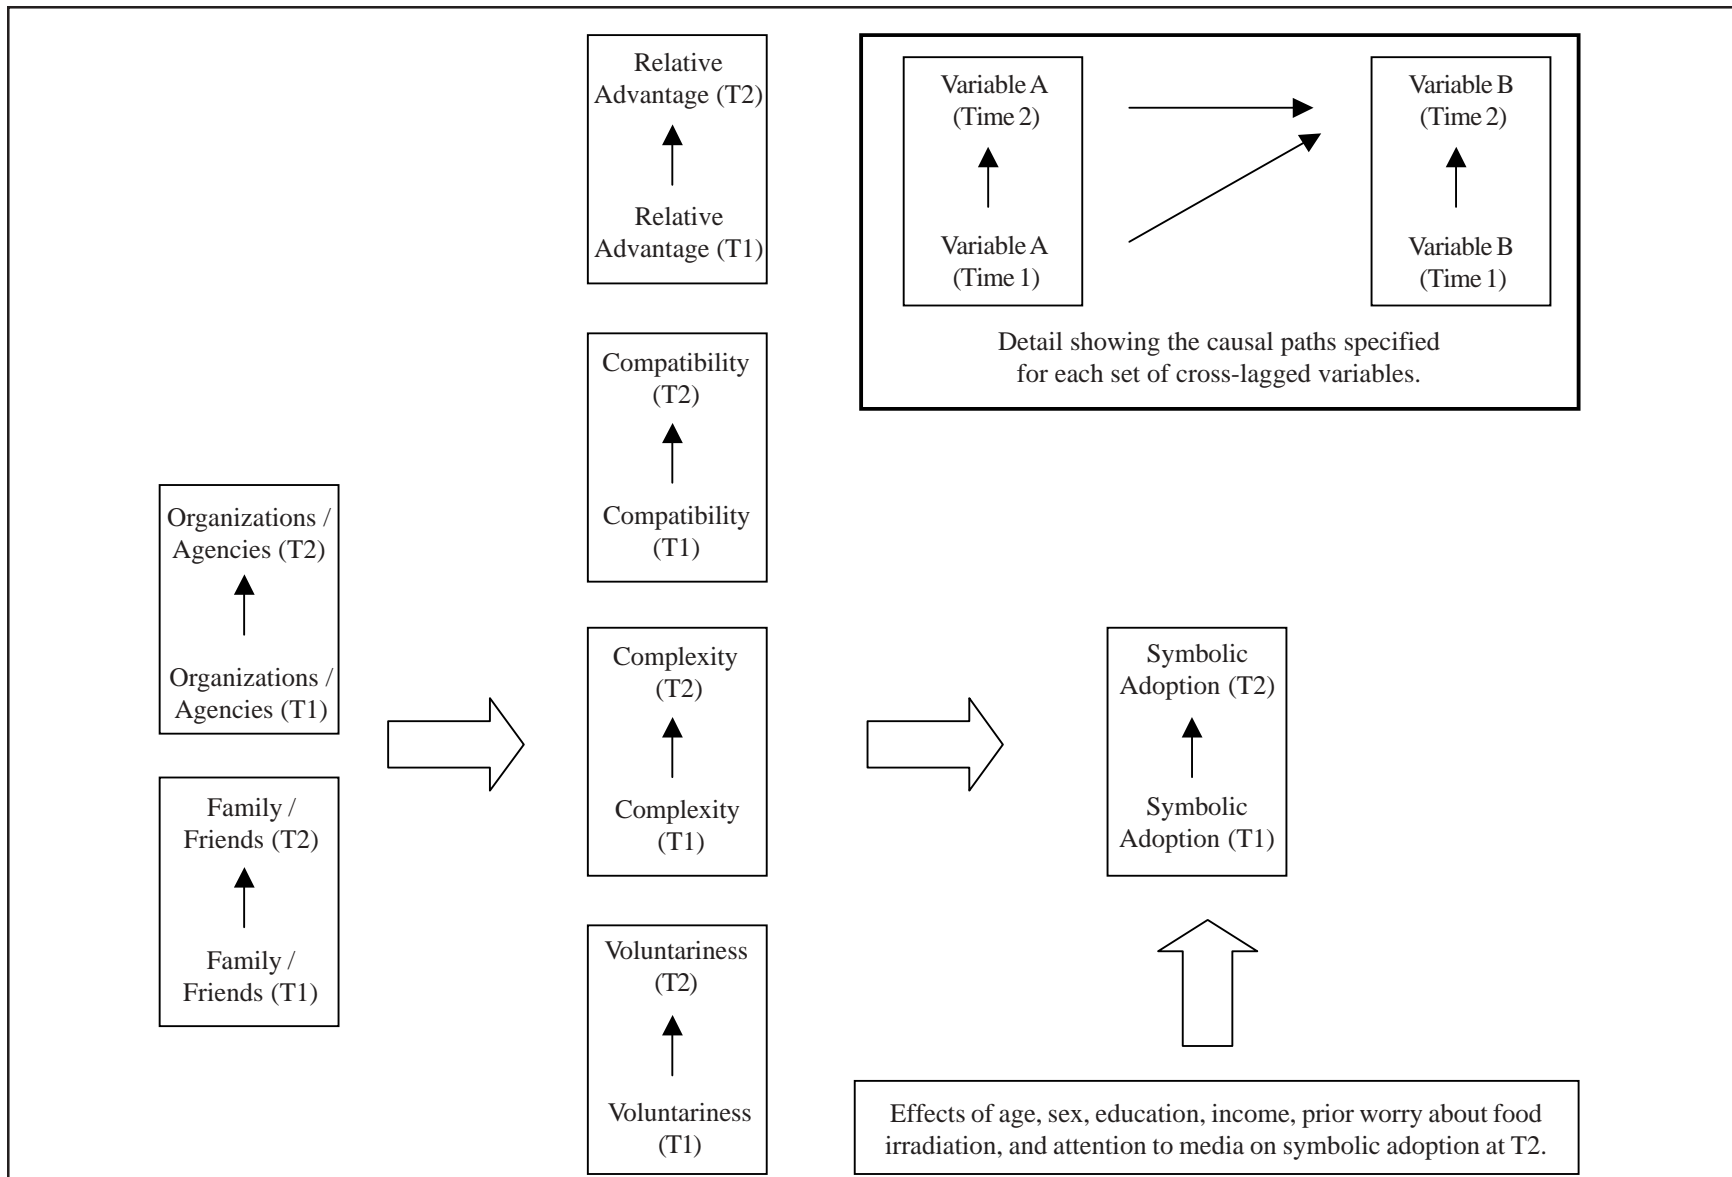 Relative
Advantage (T2)
Relative
Advantage (T1)
Variable A
(Time 2)
Variable B
(Time 2)
Variable A
(Time 1)
Variable B
(Time 1)
Detail showing the causal paths specified
for each set of cross-lagged variables.
Compatibility
(T2)
Compatibility
(T1)
Organizations /
Agencies (T2)
Organizations /
Agencies (T1)
Family /
Friends (T2)
Family /
Friends (T1)
Complexity
(T2)
Complexity
(T1)
Symbolic
Adoption (T2)
Symbolic
Adoption (T1)
Voluntariness
(T2)
Voluntariness
(T1)
Effects of age, sex, education, income, prior worry about food
irradiation, and attention to media on symbolic adoption at T2.